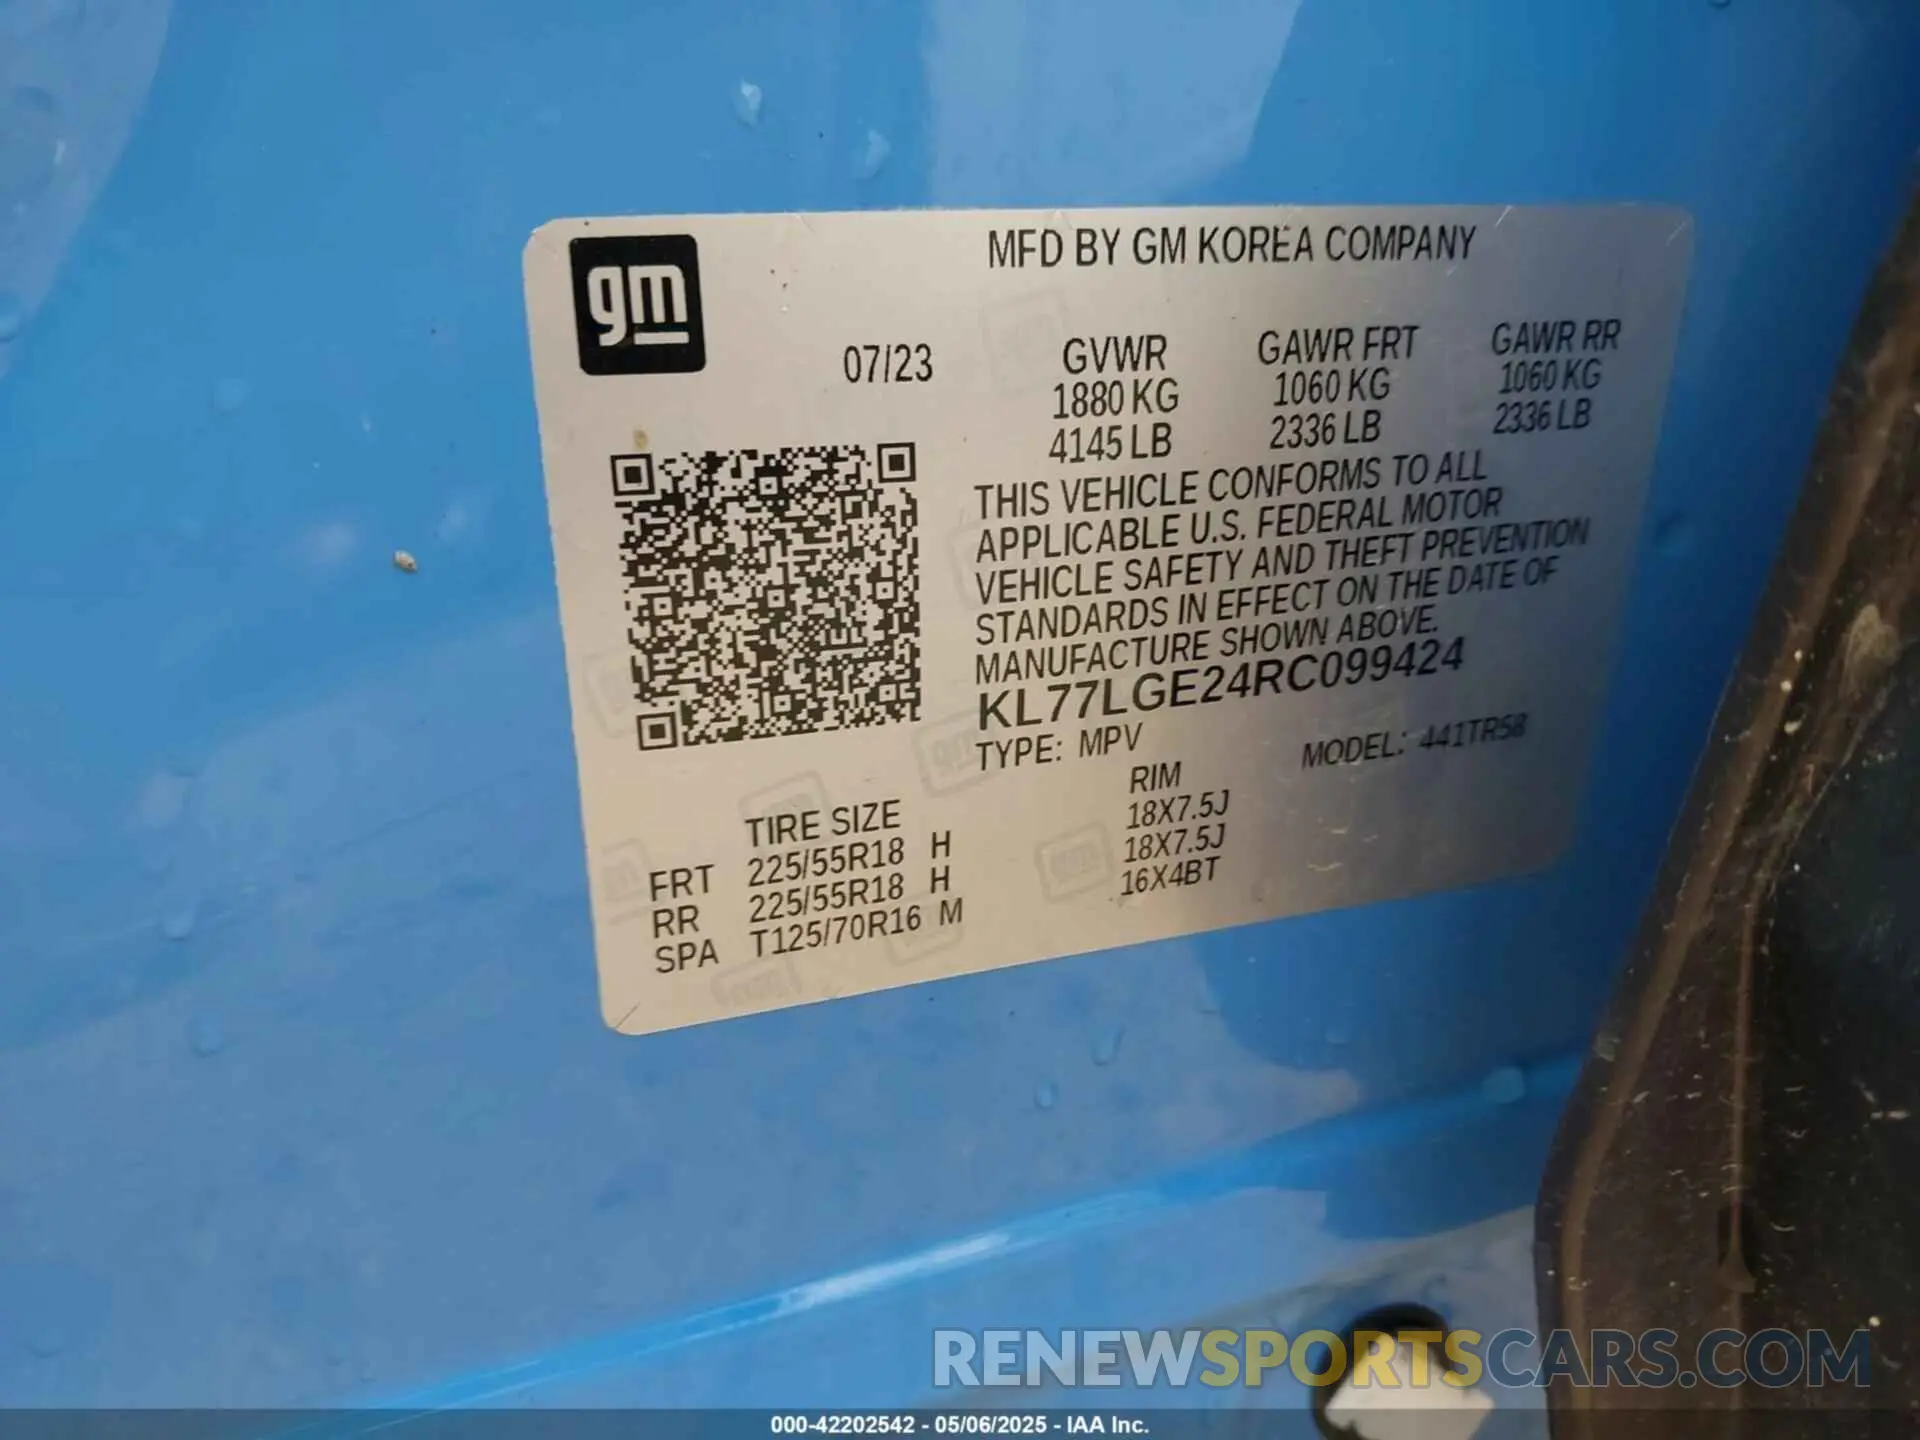 gm
MFD BY GM KOREA COMPANY
07/23
GVWR GAWR FRT GAWR RR
1880 KG 1060 KG 1060 KG
4145 LB 2336 LB 2336 LB
THIS VEHICLE CONFORMS TO ALL
APPLICABLE U.S. FEDERAL MOTOR
VEHICLE SAFETY AND THEFT PREVENTION
STANDARDS IN EFFECT ON THE DATE OF
MANUFACTURE SHOWN ABOVE.
KL77LGE24RC099424
TYPE: MPV MODEL: 441TR58
TIRE SIZE RIM
FRT 225/55R18 H 18X7.5J
RR 225/55R18 H 18X7.5J
SPA T125/70R16 M 16X4BT
RENEWSPORTSCARS.COM
000-42202542 - 05/06/2025 - IAA Inc.